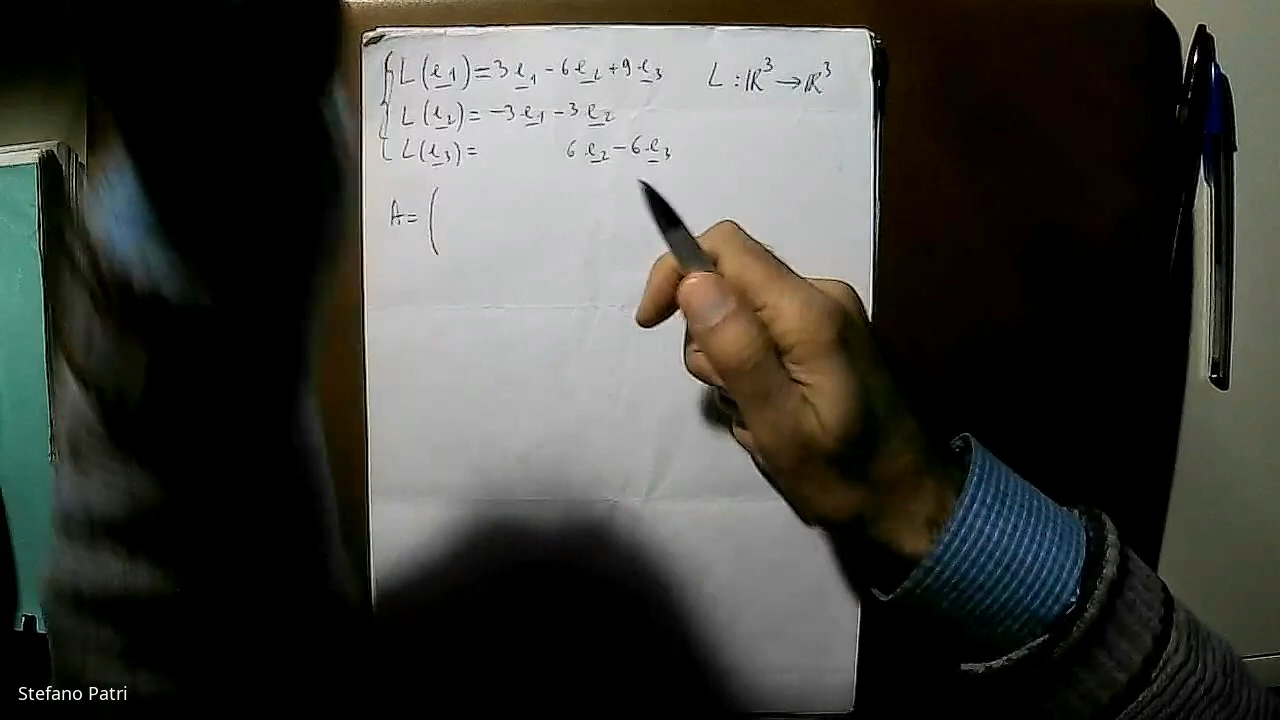 L(e1) = 3e1 - 6e2 + 9e3    L : ℝ³ → ℝ³
L(e2) = -3e1 - 3e2
L(e3) =    6e2 - 6e3
A = (
Stefano Patri